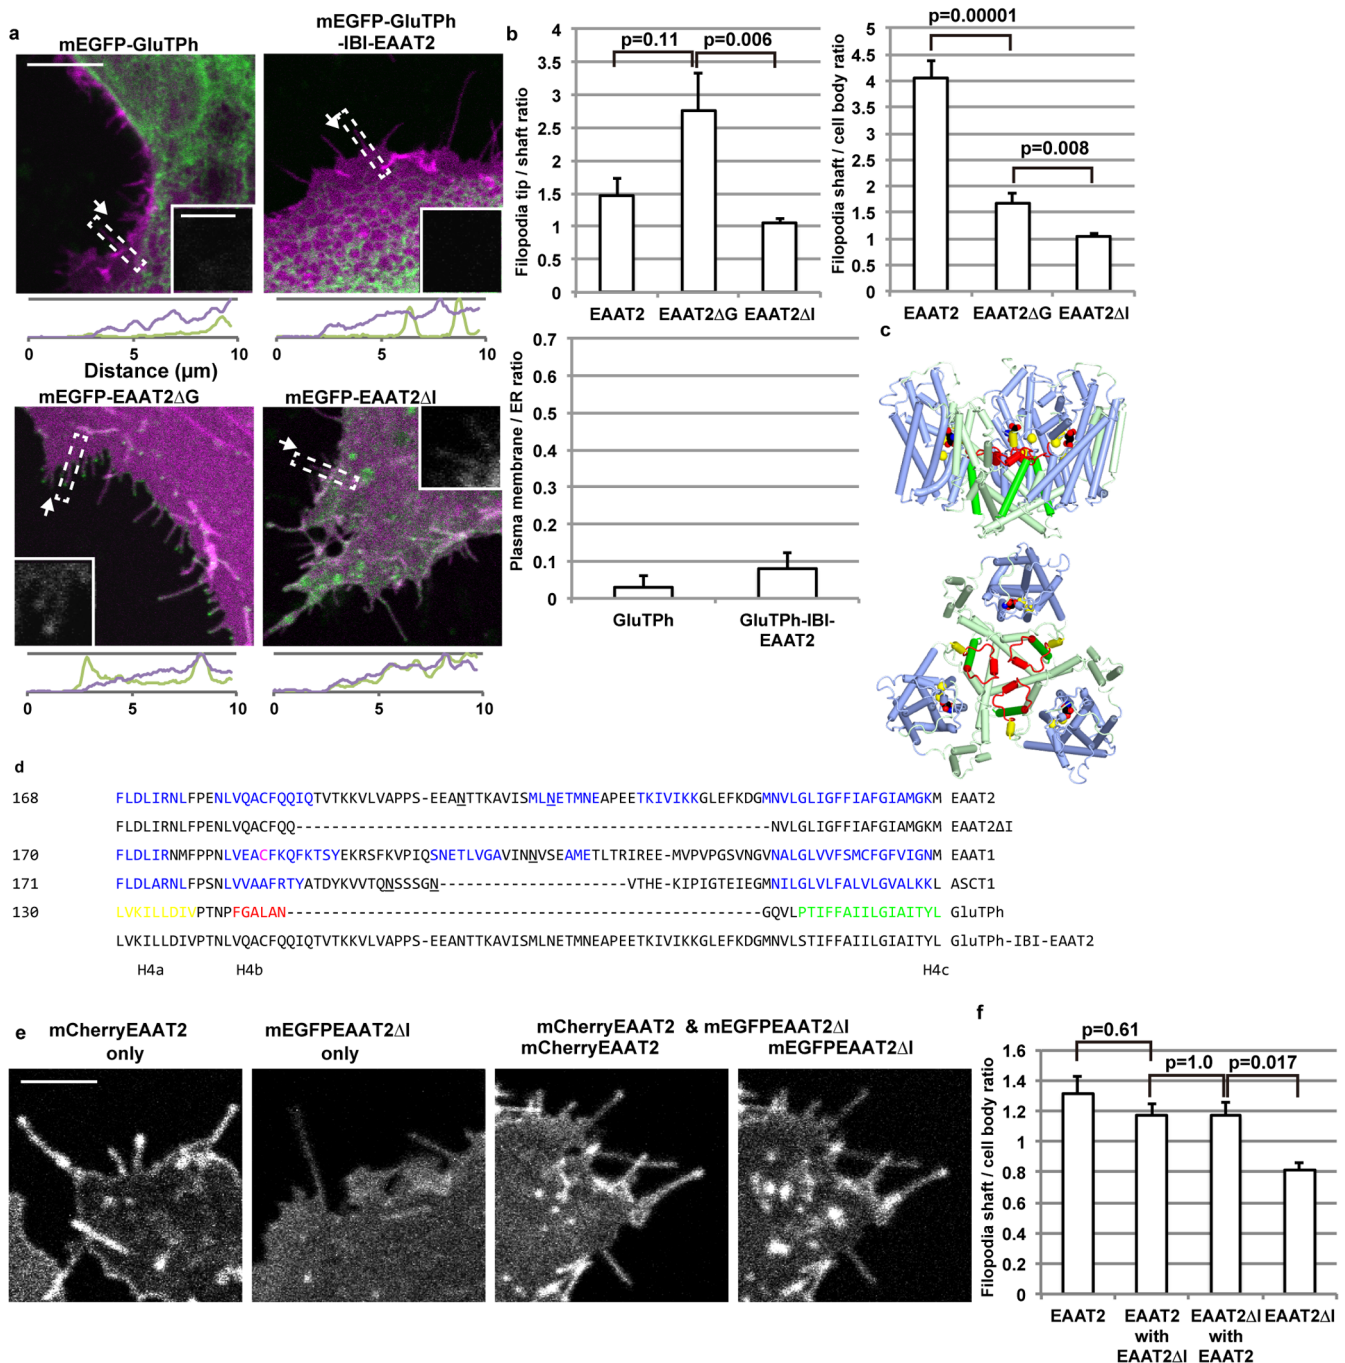 a
mEGFP-GluTPh
mEGFP-GluTPh
-IBI-EAAT2
0 5 10
0 5 10
Distance (µm)
mEGFP-EAAT2ΔG
mEGFP-EAAT2ΔI
0 5 10
0 5 10
b
Filopodia tip / shaft ratio
4
3.5
3
2.5
2
1.5
1
0.5
0
p=0.11
p=0.006
EAAT2 EAAT2ΔG EAAT2ΔI
Filopodia shaft / cell body ratio
5
4.5
4
3.5
3
2.5
2
1.5
1
0.5
0
p=0.00001
p=0.008
EAAT2 EAAT2ΔG EAAT2ΔI
Plasma membrane / ER ratio
0.7
0.6
0.5
0.4
0.3
0.2
0.1
0
GluTPh GluTPh-IBI-
EAAT2
c
d
168 FLDLIRNLFPENLVQACFQQIQTVTKKVLVAPPS-EEANTTKAVISMLNETMNEAPEETKIVIKKGLEFKDGMNVLGLIGFFIAFGIAMGKM EAAT2
FLDLIRNLFPENLVQACFQQ------------------------------------------------NVLGLIGFFIAFGIAMGKM EAAT2ΔI
170 FLDLIRNMFPPNLVEACFKQFKTSYEKRSFKVPIQSNETLVGAVINNVSEAMETLTRIREE-MVPVPGSVNGVNALGLVVFSMCFGFVIGNM EAAT1
171 FLDLARNLFPSNLVVAAFRTYATDYKVVTQNSSSGN-------------------VTHE-KIPIGTEIEGMNILGLVLFALVLGVALKKL ASCT1
130 LVKILLDIVPTNPFGALAN------------------------------------------------GQVLPTIFFAIILGIAITYL GluTPh
LVKILLDIVPTNLVQACFQQIQTVTKKVLVAPPS-EEANTTKAVISMLNETMNEAPEETKIVIKKGLEFKDGMNVLSTIFFAIILGIAITYL GluTPh-IBI-EAAT2
H4a H4b H4c
e
mCherryEAAT2
only
mEGFPEAAT2ΔI
only
mCherryEAAT2 & mEGFPEAAT2ΔI
mCherryEAAT2 mEGFPEAAT2ΔI
f
Filopodia shaft / cell body ratio
1.6
1.4
1.2
1
0.8
0.6
0.4
0.2
0
p=0.61
p=1.0
p=0.017
EAAT2
EAAT2
with
EAAT2ΔI
EAAT2ΔI
with
EAAT2
EAAT2ΔI